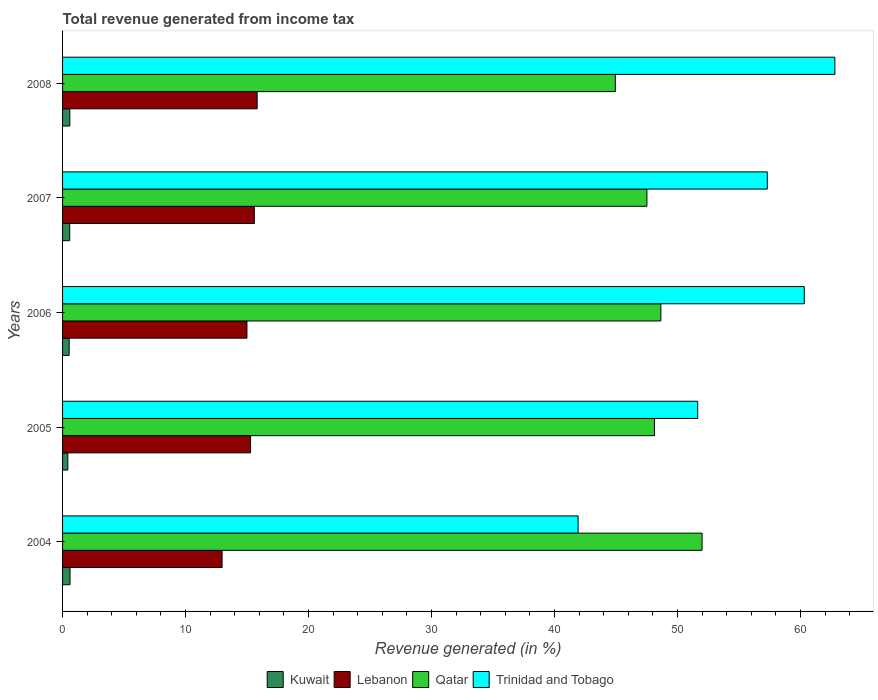 Total revenue generated from income tax
Years
2008
2007
2006
2005
2004
0
10
20
30
40
50
60
Revenue generated (in %)
Kuwait
Lebanon
Qatar
Trinidad and Tobago